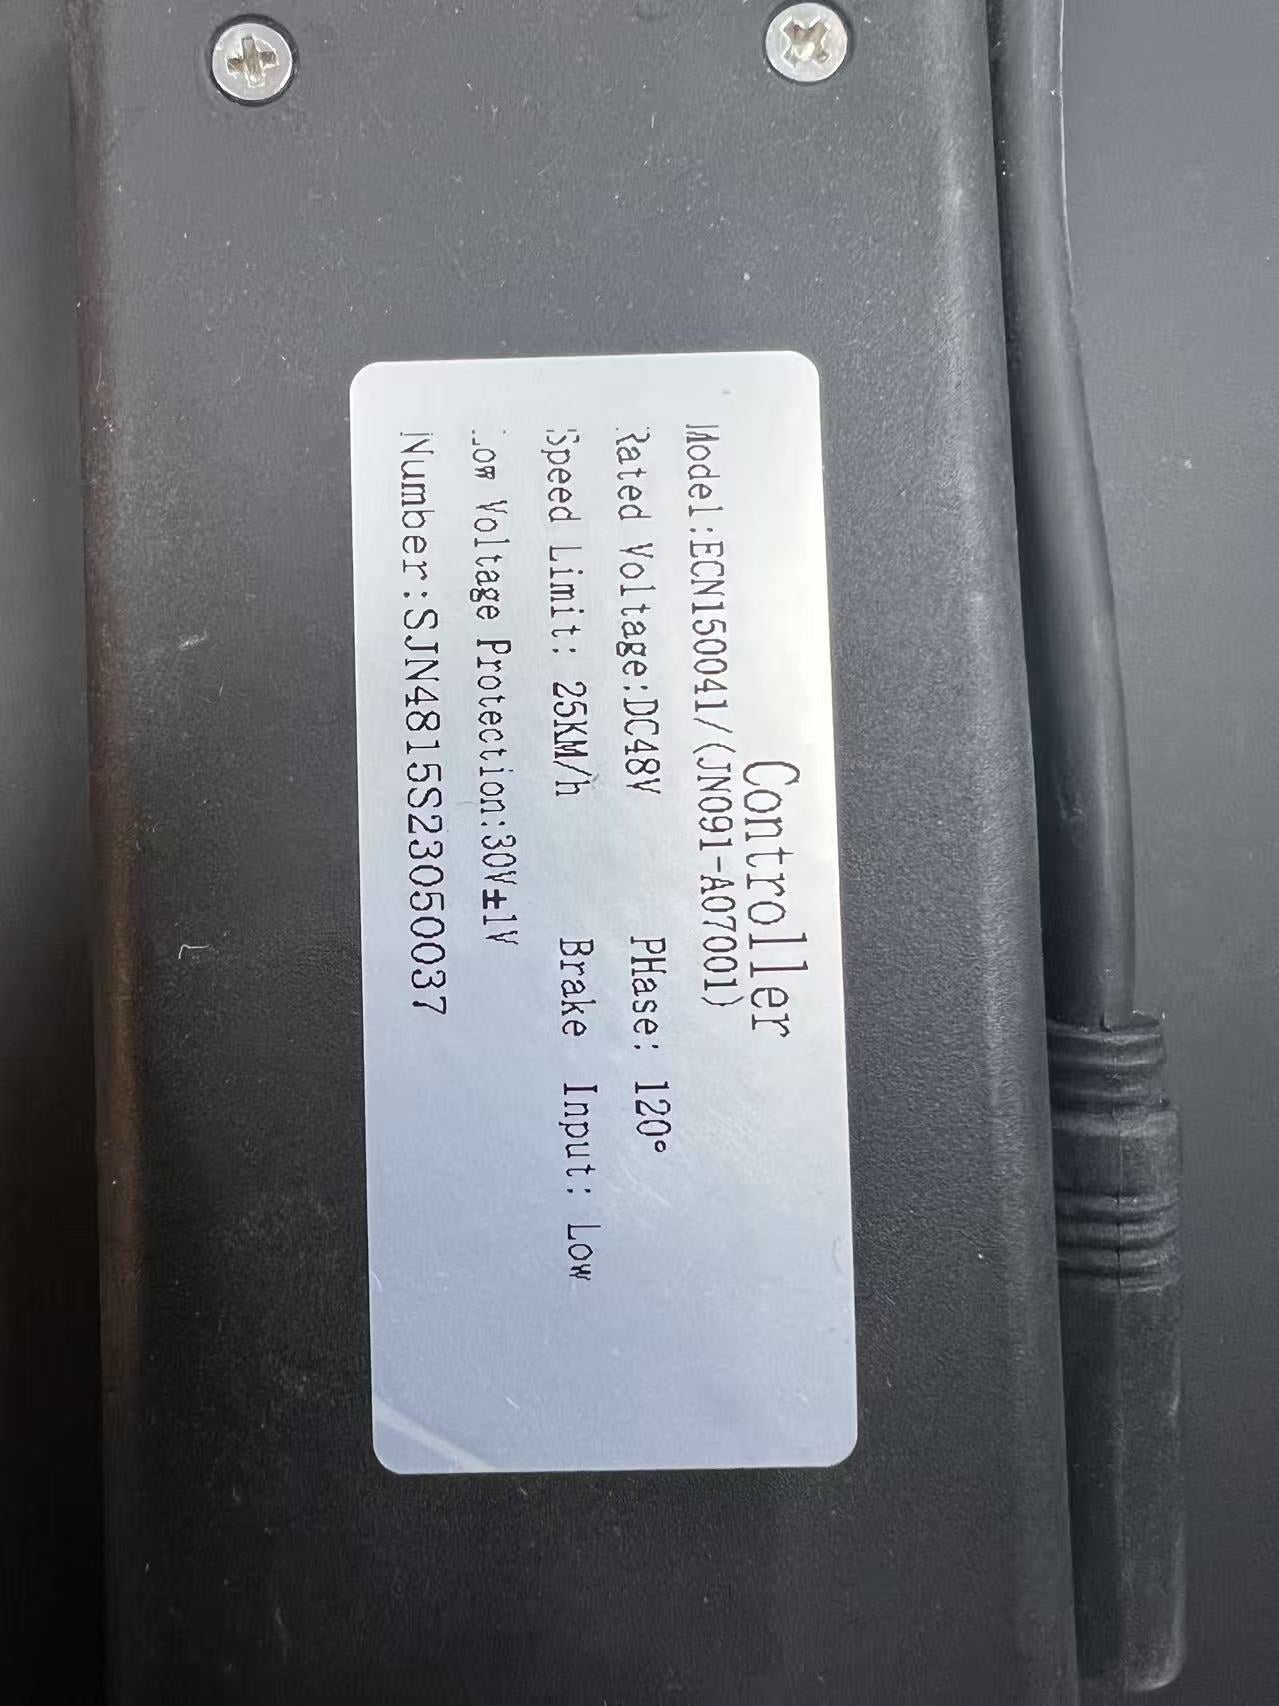 Controller
Model:ECN150041/(JN091-A07001)
Rated Voltage:DC48V PHase: 120°
Speed Limit: 25KM/h Brake Input: Low
Low Voltage Protection:30V±1V
Number:SJN4815S23050037